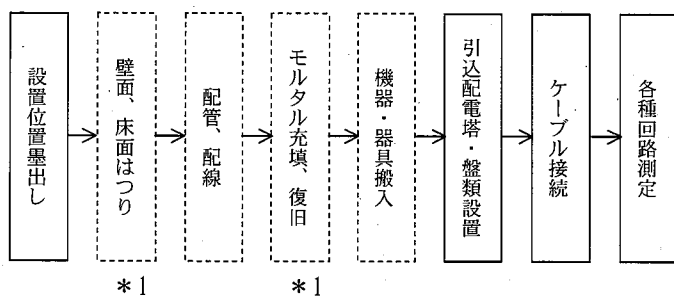 設置位置墨出し
壁面、床面はつり
配管、配線
モルタル充填、復旧
機器・器具搬入
引込配電塔・盤類設置
ケーブル接続
各種回路測定
*1
*1